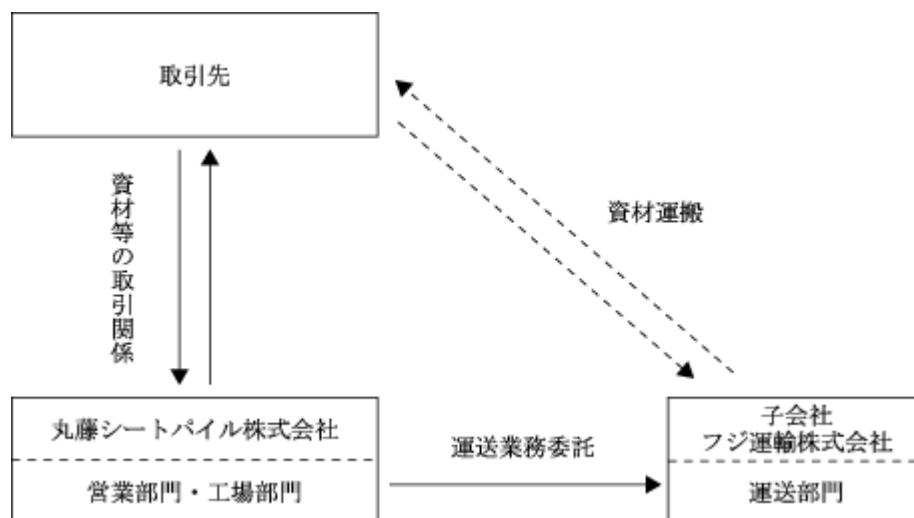 取引先
資材等の取引関係
資材運搬
丸藤シートパイル株式会社
営業部門・工場部門
運送業務委託
子会社
フジ運輸株式会社
運送部門